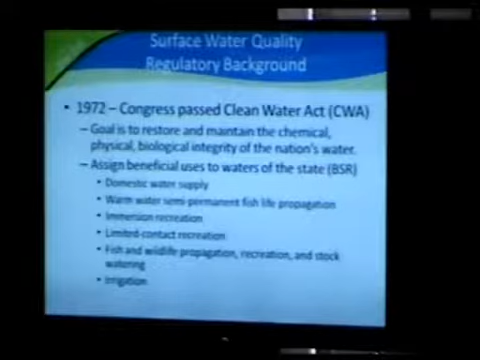 Surface Water Quality
Regulatory Background
• 1972 – Congress passed Clean Water Act (CWA)
– Goal is to restore and maintain the chemical,
physical, biological integrity of the nation's water.
– Assign beneficial uses to waters of the state (BSR)
• Domestic water supply
• Warm water semi-permanent fish life propagation
• Immersion recreation
• Limited-contact recreation
• Fish and wildlife propagation, recreation, and stock
watering
• Irrigation